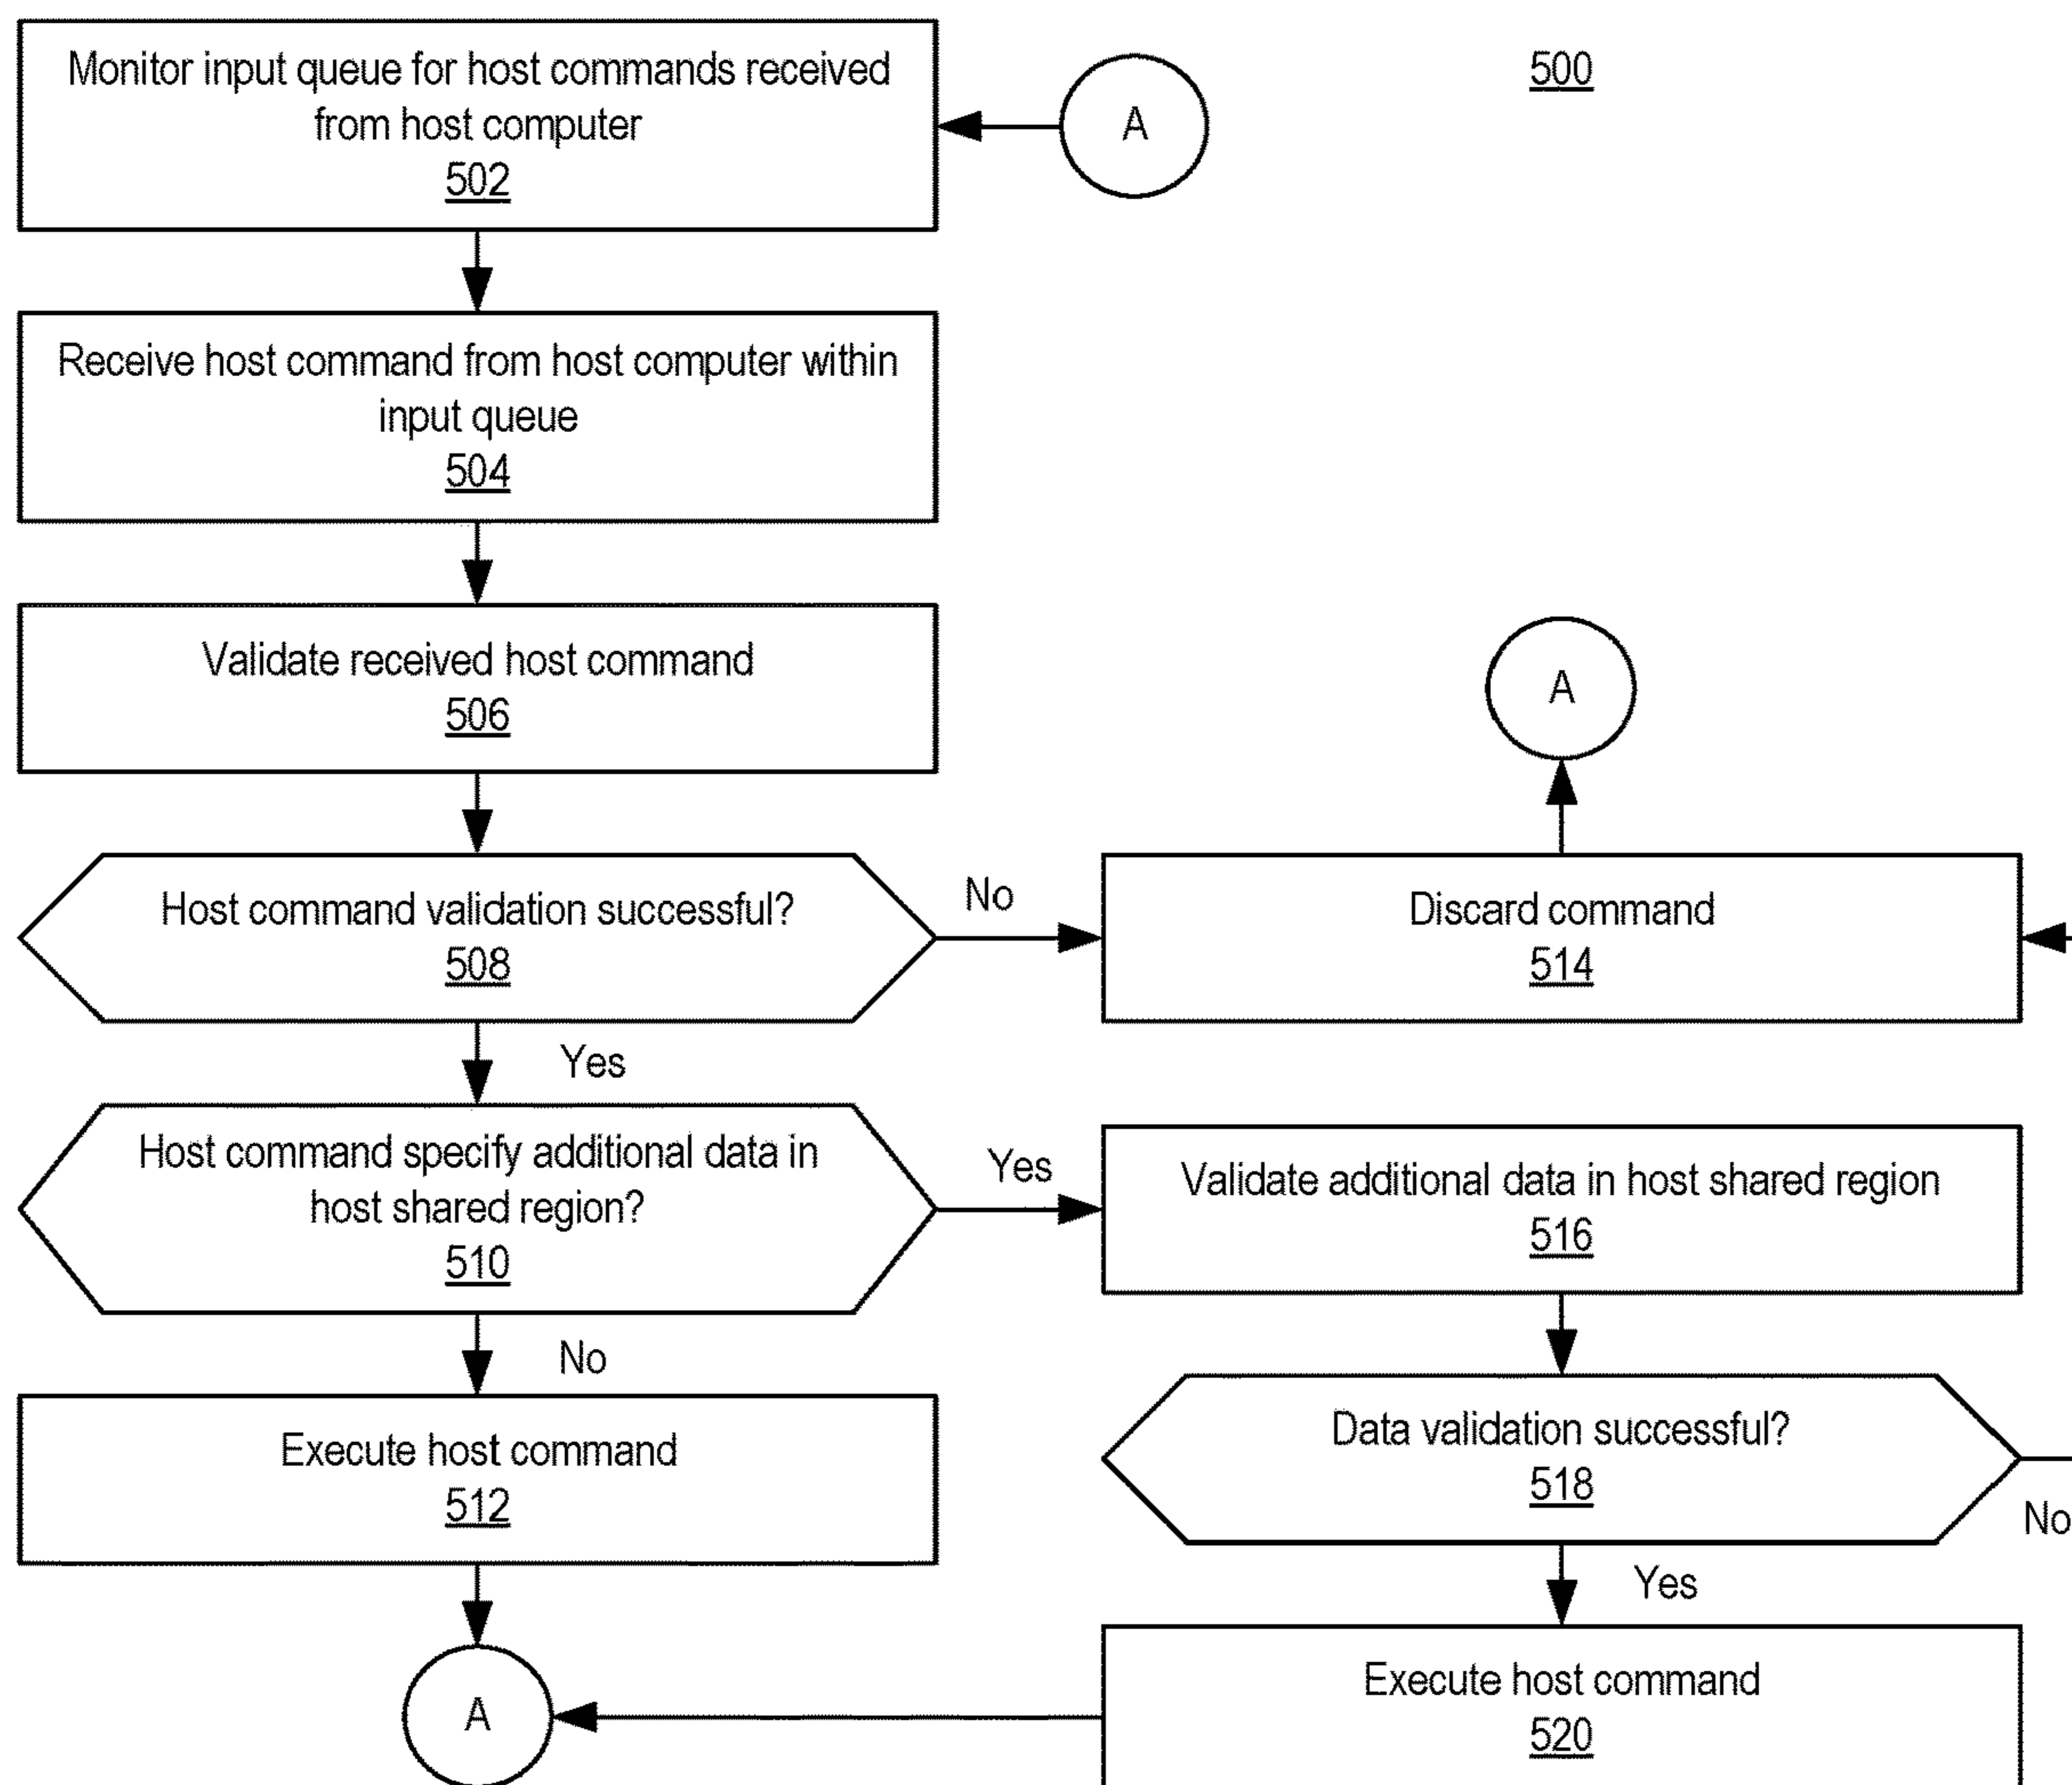 Monitor input queue for host commands received
from host computer
502
A
500
Receive host command from host computer within
input queue
504
Validate received host command
506
A
Host command validation successful?
508
No
Discard command
514
Yes
Host command specify additional data in
host shared region?
510
Yes
Validate additional data in host shared region
516
No
Execute host command
512
Data validation successful?
518
No
Yes
A
Execute host command
520